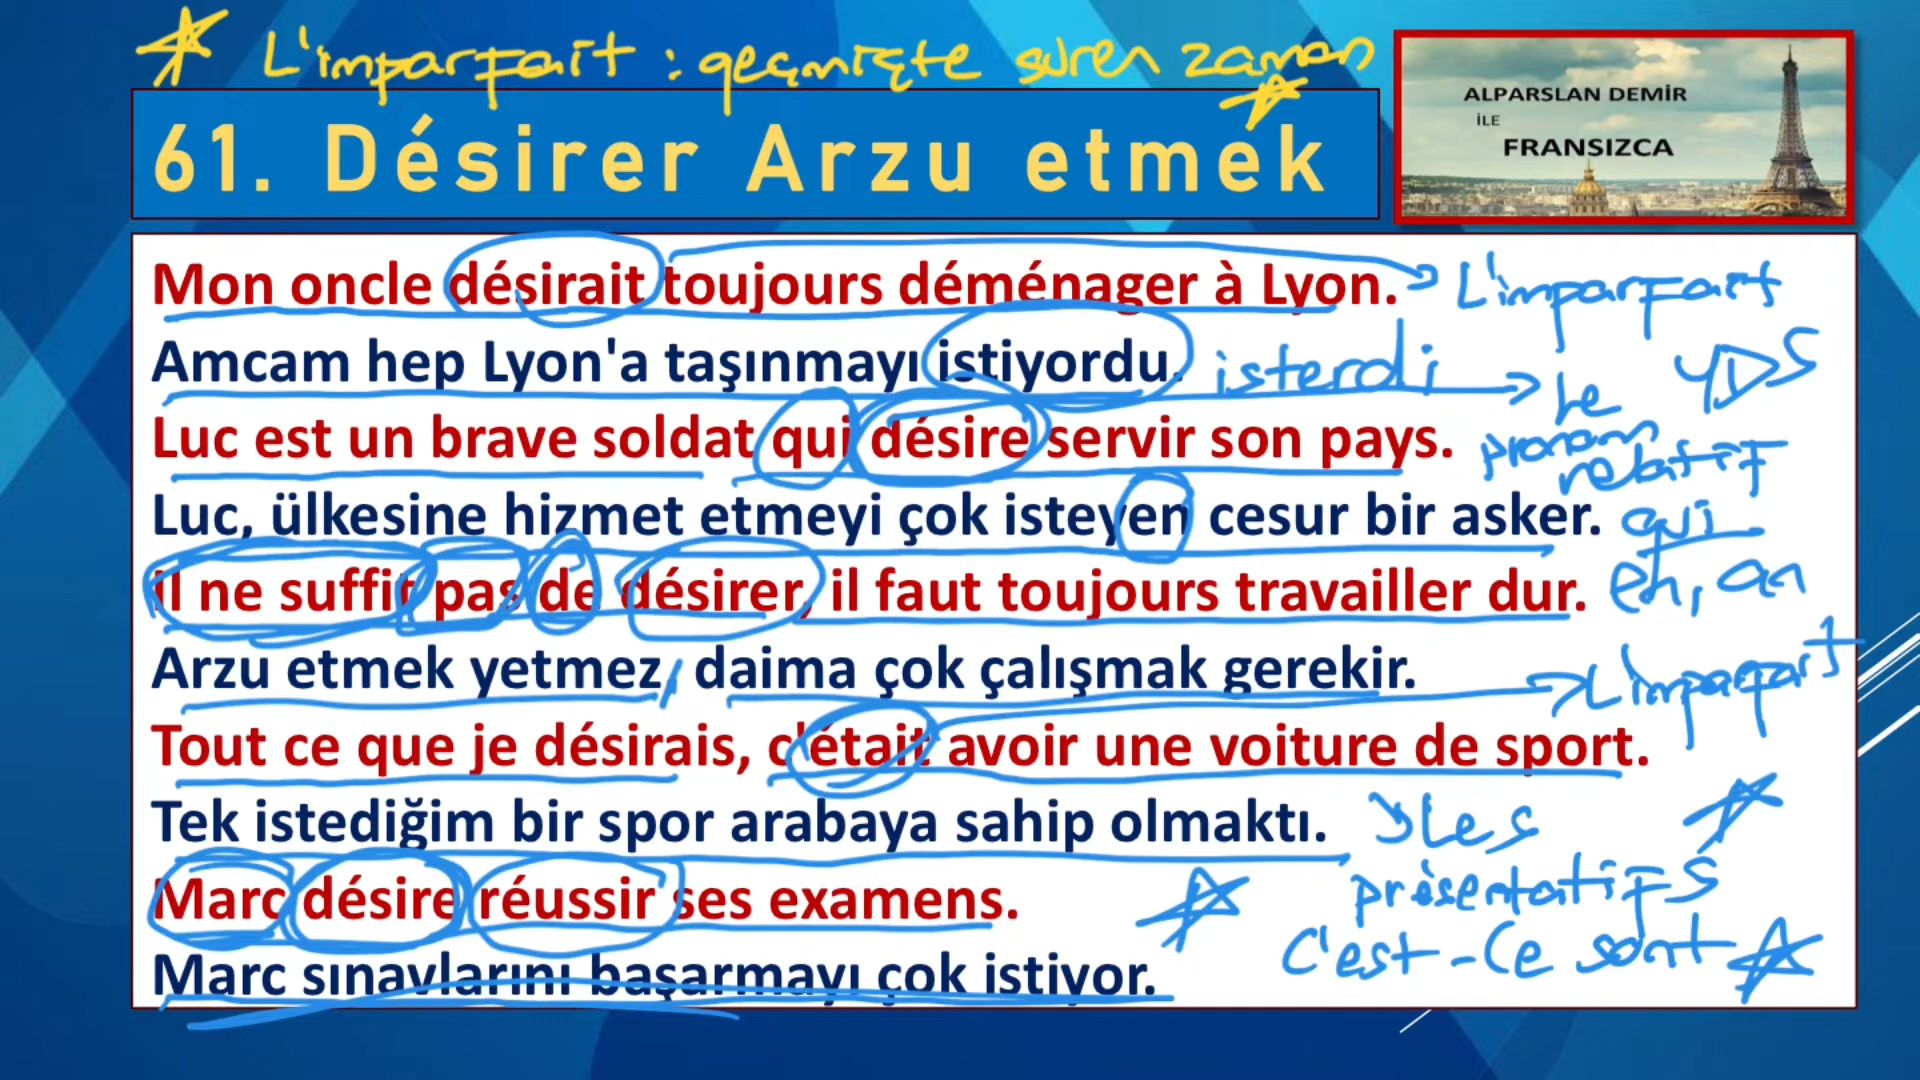 L'imparfait : geçmişte süren zaman
61. Désirer Arzu etmek
ALPARSLAN DEMİR
İLE
FRANSIZCA
Mon oncle désirait toujours déménager à Lyon.
L'imparfait
Amcam hep Lyon'a taşınmayı istiyordu.
isterdi
YDS
Luc est un brave soldat qui désire servir son pays.
Le
pronom
relatif
Luc, ülkesine hizmet etmeyi çok isteyen cesur bir asker.
qui
Il ne suffit pas de désirer, il faut toujours travailler dur.
en, an
Arzu etmek yetmez, daima çok çalışmak gerekir.
L'imparfait
Tout ce que je désirais, c'était avoir une voiture de sport.
Tek istediğim bir spor arabaya sahip olmaktı.
Les
présentatifs
Marc désire réussir ses examens.
c'est - Ce sont
Marc sınavlarını başarmayı çok istiyor.